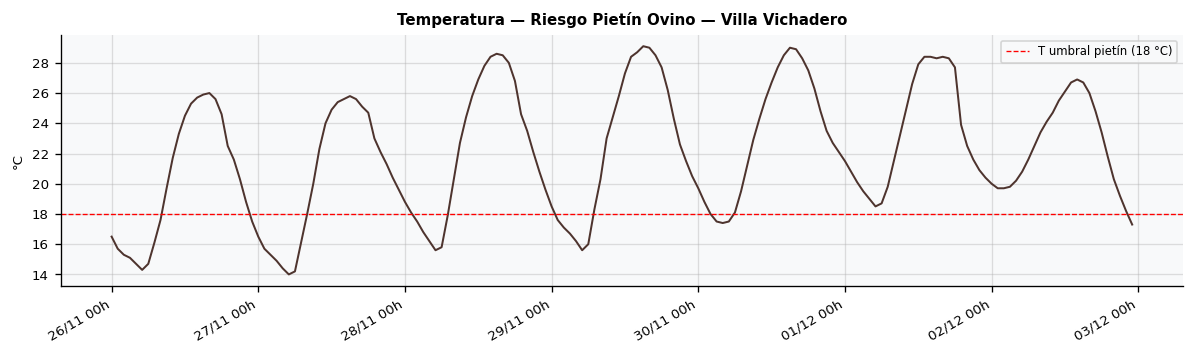 Temperatura — Riesgo Pietín Ovino — Villa Vichadero
T umbral pietín (18 °C)
°C
28
26
24
22
20
18
16
14
26/11 00h
27/11 00h
28/11 00h
29/11 00h
30/11 00h
01/12 00h
02/12 00h
03/12 00h